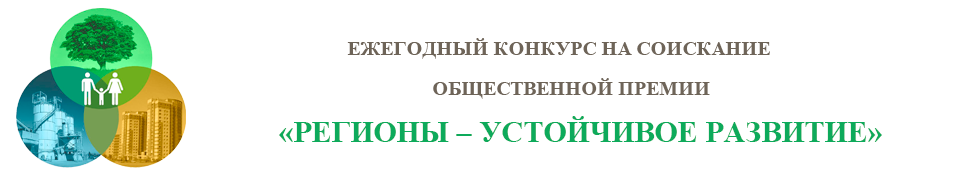 ЕЖЕГОДНЫЙ КОНКУРС НА СОИСКАНИЕ
ОБЩЕСТВЕННОЙ ПРЕМИИ
«РЕГИОНЫ – УСТОЙЧИВОЕ РАЗВИТИЕ»